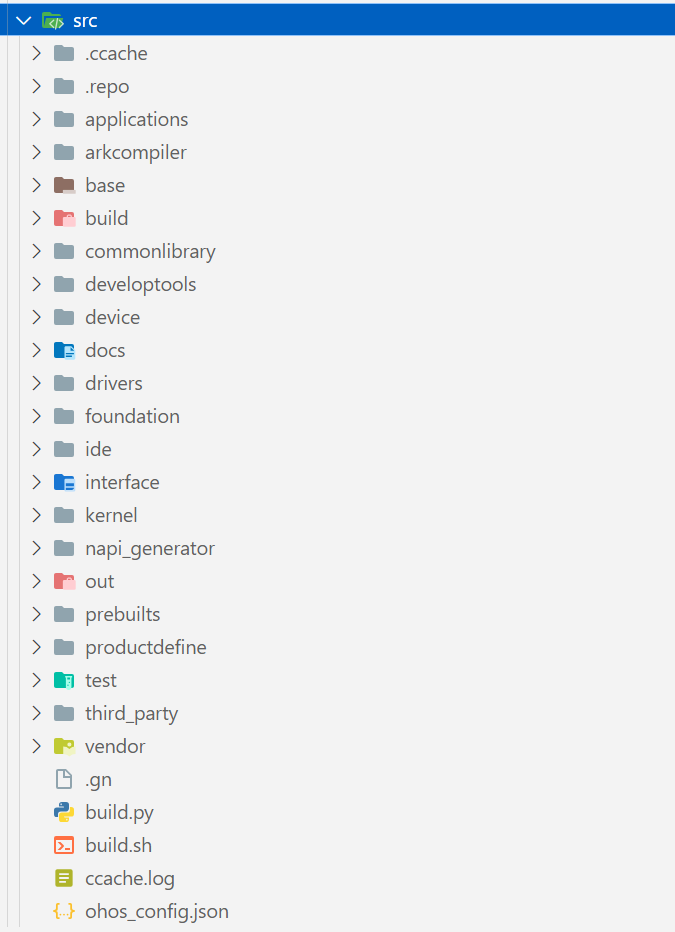 src
.ccache
.repo
applications
arkcompiler
base
build
commonlibrary
developtools
device
docs
drivers
foundation
ide
interface
kernel
napi_generator
out
prebuilts
productdefine
test
third_party
vendor
.gn
build.py
build.sh
ccache.log
ohos_config.json